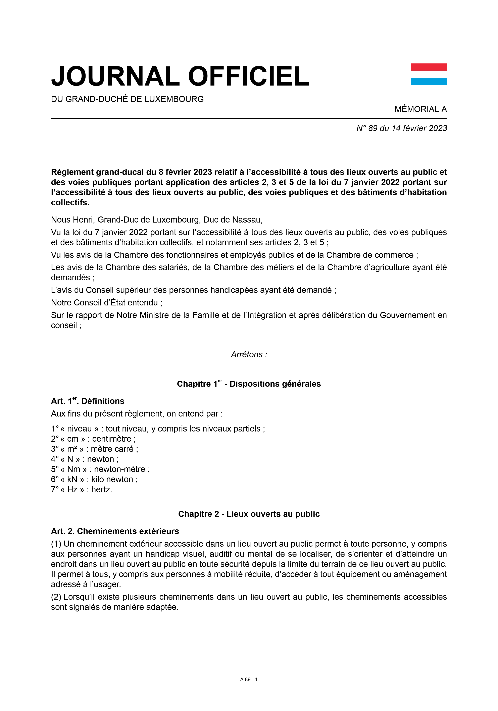 JOURNAL OFFICIEL
DU GRAND-DUCHÉ DE LUXEMBOURG
MÉMORIAL A
N° 89 du 14 février 2023
Règlement grand-ducal du 8 février 2023 relatif à l'accessibilité à tous des lieux ouverts au public et
des voies publiques portant application des articles 2, 3 et 5 de la loi du 7 janvier 2022 portant sur
l'accessibilité à tous des lieux ouverts au public, des voies publiques et des bâtiments d'habitation
collectifs.
Nous Henri, Grand-Duc de Luxembourg, Duc de Nassau,
Vu la loi du 7 janvier 2022 portant sur l'accessibilité à tous des lieux ouverts au public, des voies publiques
et des bâtiments d'habitation collectifs, et notamment ses articles 2, 3 et 5 ;
Vu les avis de la Chambre des fonctionnaires et employés publics et de la Chambre de commerce ;
Les avis de la Chambre des salariés, de la Chambre des métiers et de la Chambre d'agriculture ayant été
demandés ;
L'avis du Conseil supérieur des personnes handicapées ayant été demandé ;
Notre Conseil d'État entendu ;
Sur le rapport de Notre Ministre de la Famille et de l'Intégration et après délibération du Gouvernement en
conseil ;
Arrêtons :
Chapitre 1er - Dispositions générales
Art. 1er. Définitions
Aux fins du présent règlement, on entend par :
1° « niveau » : tout niveau, y compris les niveaux partiels ;
2° « cm » : centimètre ;
3° « m² » : mètre carré ;
4° « N » : newton ;
5° « Nm » : newton-mètre ;
6° « kN » : kilo newton ;
7° « Hz » : hertz.
Chapitre 2 - Lieux ouverts au public
Art. 2. Cheminements extérieurs
(1) Un cheminement extérieur accessible dans un lieu ouvert au public permet à toute personne, y compris
aux personnes ayant un handicap visuel, auditif ou mental de se localiser, de s'orienter et d'atteindre un
endroit dans un lieu ouvert au public en toute sécurité depuis la limite du terrain de ce lieu ouvert au public.
Il permet à tous, y compris aux personnes à mobilité réduite, d'accéder à tout équipement ou aménagement
adressé à l'usager.
(2) Lorsqu'il existe plusieurs cheminements dans un lieu ouvert au public, les cheminements accessibles
sont signalés de manière adaptée.